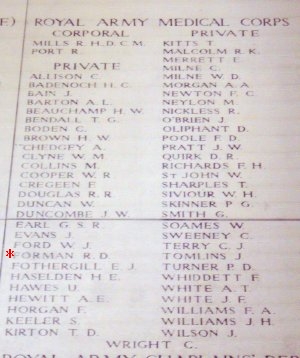 E) ROYAL ARMY MEDICAL CORPS
CORPORAL
MILLS R. H. D. C. M.
PORT R.
PRIVATE
ALLISON C.
BADENOCH H. C.
BAIN J.
BARTON A. L.
BEAUCHAMP H. W.
BENDALL T. G.
BODEN C.
BROWN H. W.
CHEDGEY A.
CLYNE W. M.
COLLINS M.
COOPER W. R.
CREGEEN F.
DOUGLAS R. R.
DUNCAN W.
DUNCOMBE J. W.
EARL G. S. R.
EVANS J.
FORD W. J.
*FORMAN R. D.
FOTHERGILL E. J.
HASELDEN H. E.
HAWES U.
HEWITT A. E.
HORGAN F.
KEELER S.
KIRTON T. D.
PRIVATE
KITTS T.
MALCOLM R. K.
MERRETT E.
MILNE C.
MILNE W. D.
MORGAN A. A.
NEWTON F. C.
NEYLON M.
NICKLESS R.
O'BRIEN J.
OLIPHANT D.
POOLE F. D.
PRATT J. W.
QUIRK D. R.
RICHARDS F. H.
ST JOHN W.
SHARPLES T.
SIVIOUR W. H.
SKINNER P. G.
SMITH G.
SOAMES W.
SWEENEY C.
TERRY C. J.
TOMLINS J.
TURNER P. D.
WHIDDETT F.
WHITE A. T.
WHITE J. F.
WILLIAMS F. A.
WILLIAMS J. H.
WILSON J.
WRIGHT C.
ROYAL ARMY